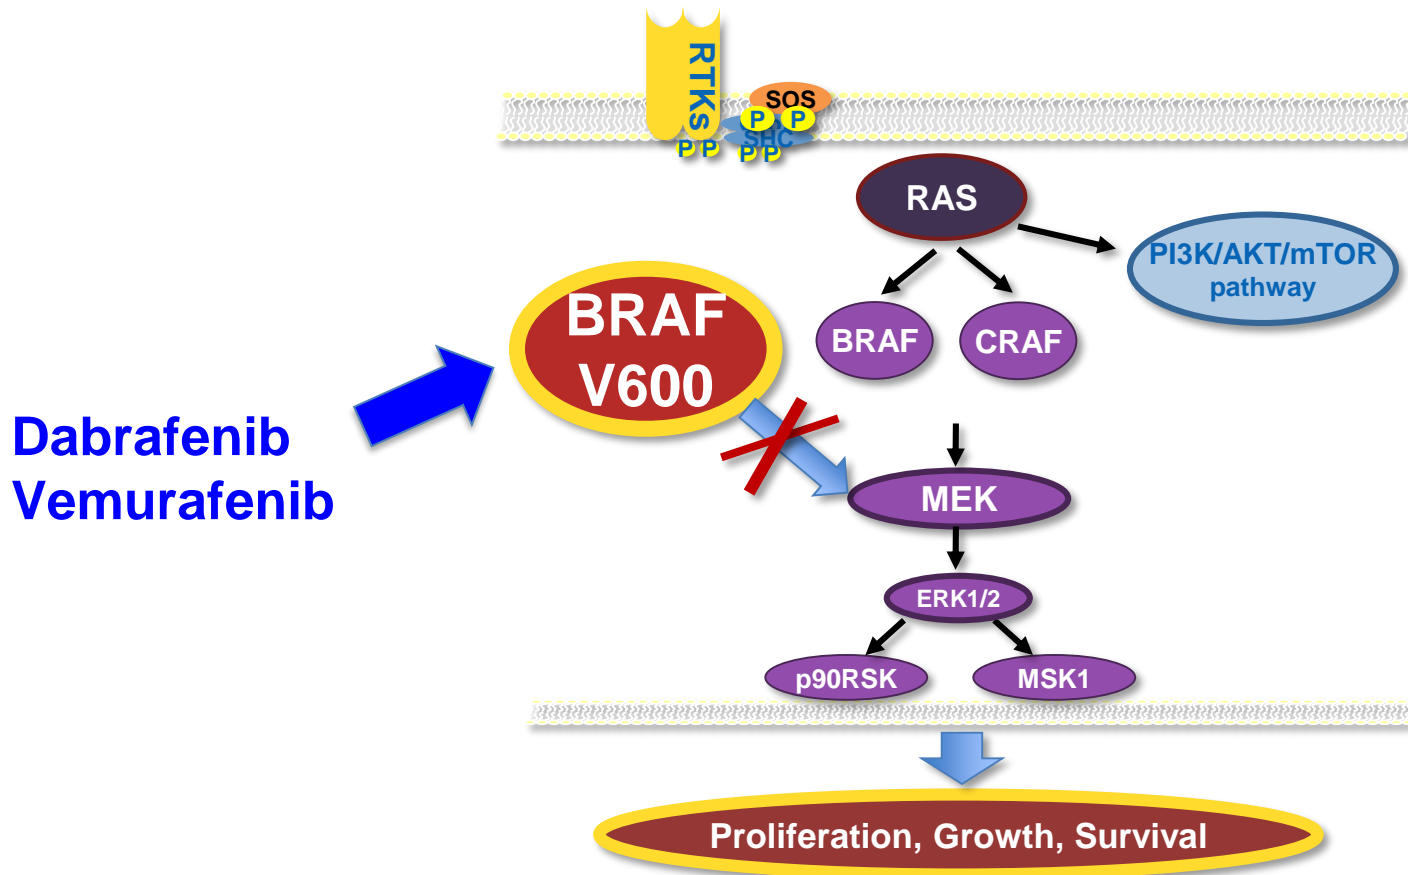 RTKs
SOS
P P
SHC
P P
P P
RAS
PI3K/AKT/mTOR
pathway
BRAF
V600
BRAF
CRAF
Dabrafenib
Vemurafenib
MEK
ERK1/2
p90RSK
MSK1
Proliferation, Growth, Survival